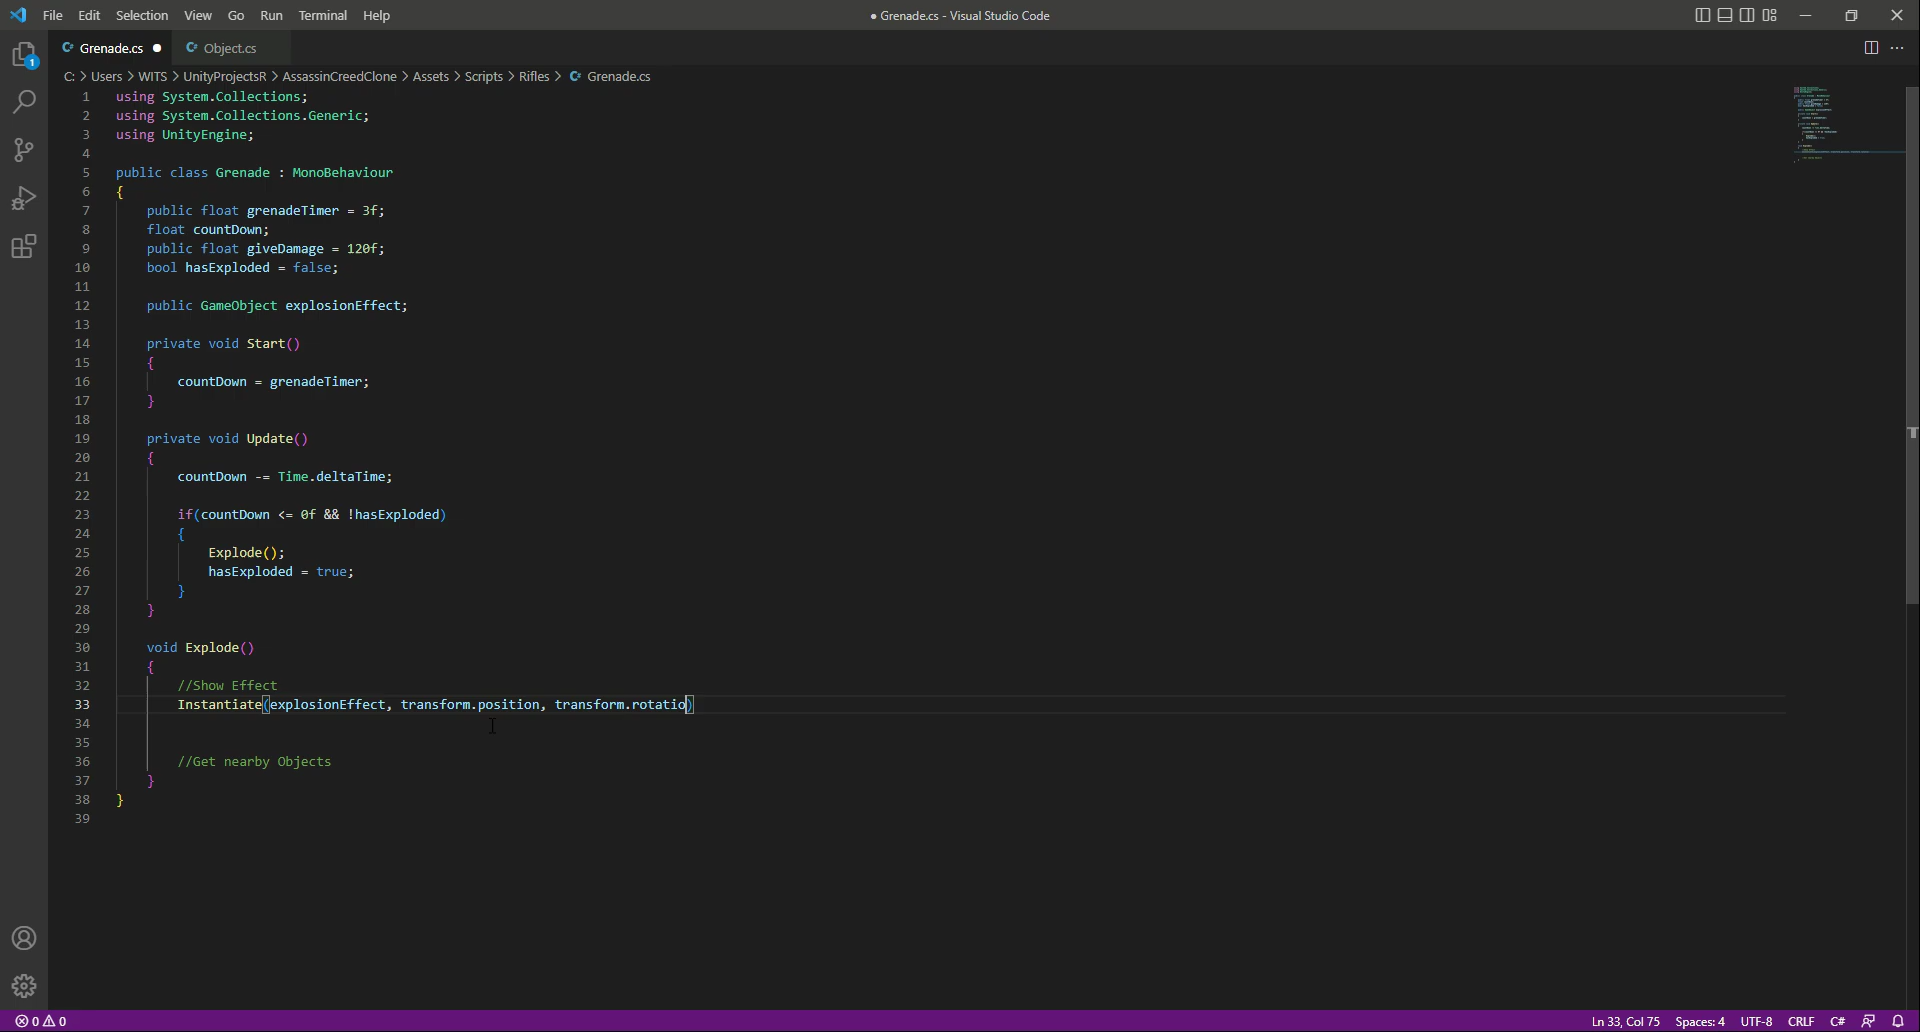 File Edit Selection View Go Run Terminal Help
● Grenade.cs - Visual Studio Code
Grenade.cs ●
Object.cs
1
C: > Users > WITS > UnityProjectsR > AssassinCreedClone > Assets > Scripts > Rifles > Grenade.cs
1 using System.Collections;
2 using System.Collections.Generic;
3 using UnityEngine;
4
5 public class Grenade : MonoBehaviour
6 {
7 public float grenadeTimer = 3f;
8 float countDown;
9 public float giveDamage = 120f;
10 bool hasExploded = false;
11
12 public GameObject explosionEffect;
13
14 private void Start()
15 {
16 countDown = grenadeTimer;
17 }
18
19 private void Update()
20 {
21 countDown -= Time.deltaTime;
22
23 if(countDown <= 0f && !hasExploded)
24 {
25 Explode();
26 hasExploded = true;
27 }
28 }
29
30 void Explode()
31 {
32 //Show Effect
33 Instantiate(explosionEffect, transform.position, transform.rotatio)
34
35
36 //Get nearby Objects
37 }
38 }
39
0 0
Ln 33, Col 75 Spaces: 4 UTF-8 CRLF C#